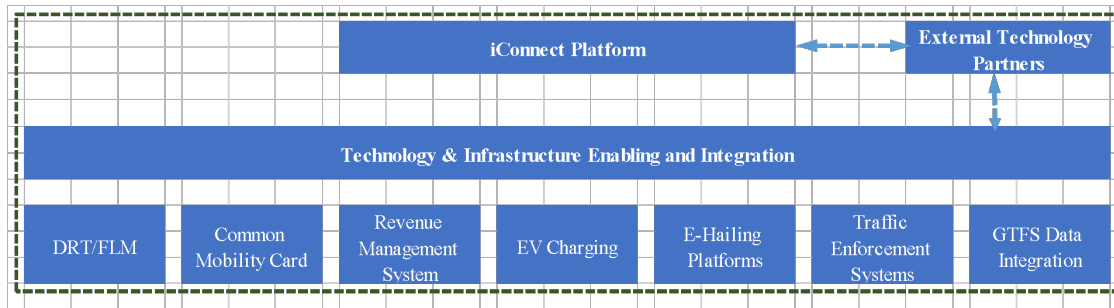 iConnect Platform
External Technology
Partners
Technology & Infrastructure Enabling and Integration
DRT/FLM
Common
Mobility Card
Revenue
Management
System
EV Charging
E-Hailing
Platforms
Traffic
Enforcement
Systems
GTFS Data
Integration